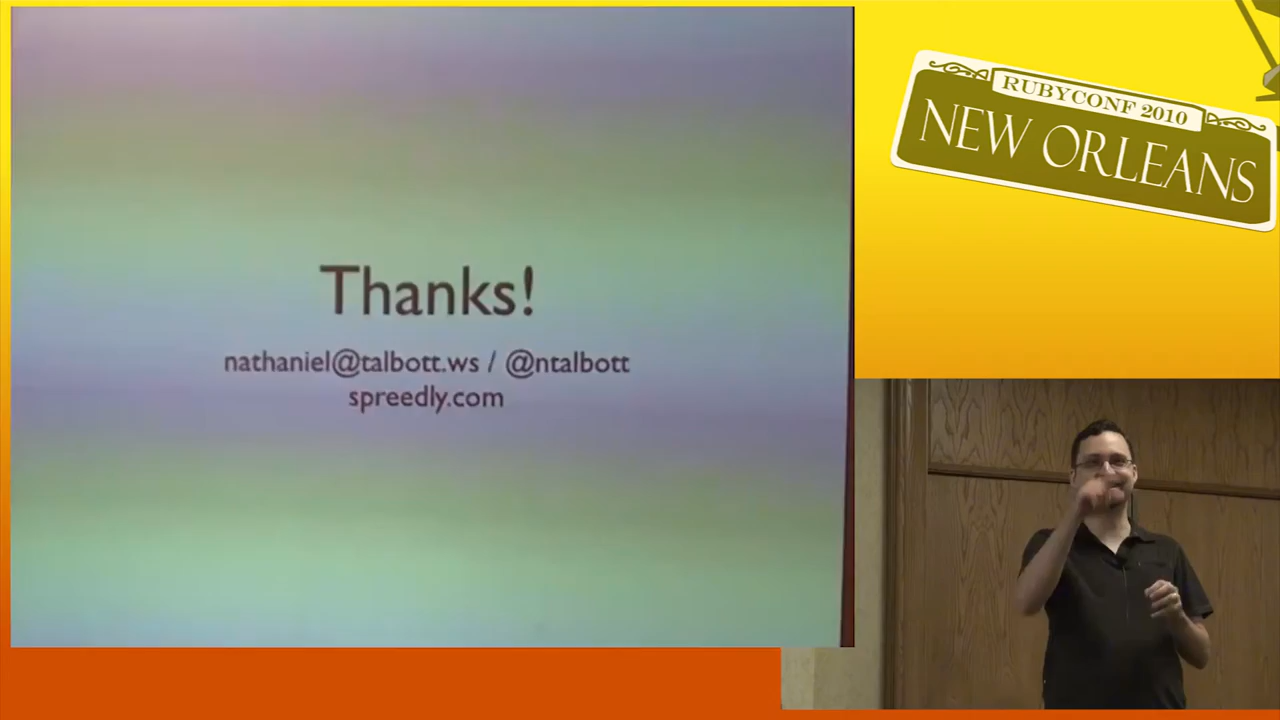 Thanks!
nathaniel@talbott.ws / @ntalbott
spreedly.com
RUBYCONF 2010
NEW ORLEANS